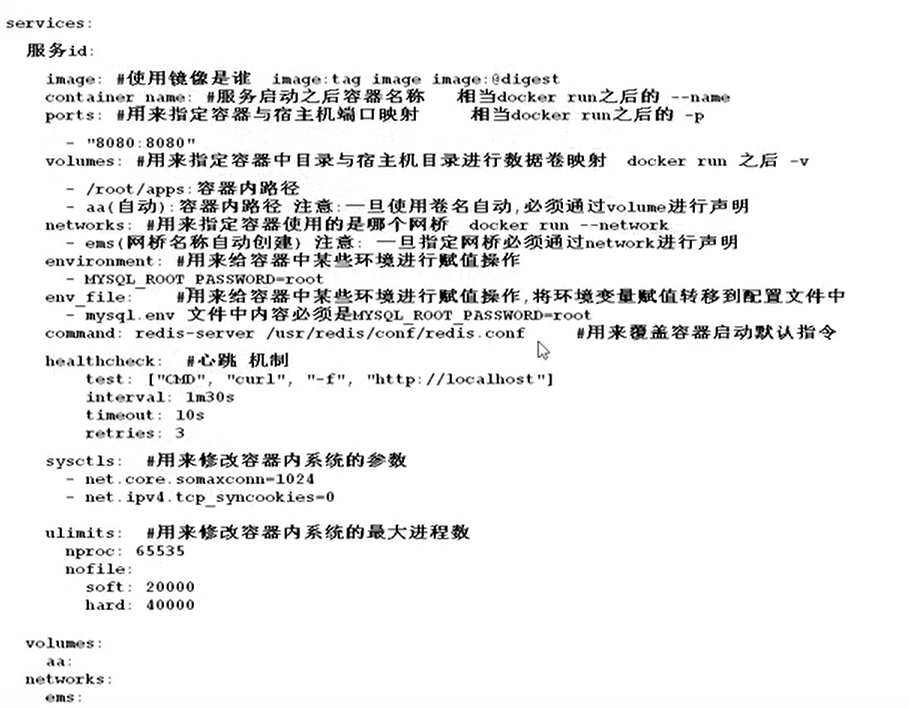 services:
服务id:
image: #使用镜像是谁 image:tag image image:@digest
container_name: #服务启动之后容器名称 相当docker run之后的 --name
ports: #用来指定容器与宿主机端口映射 相当docker run之后的 -p
- "8080:8080"
volumes: #用来指定容器中目录与宿主机目录进行数据卷映射 docker run 之后 -v
- /root/apps:容器内路径
- aa(自动):容器内路径 注意:一旦使用卷名自动,必须通过volume进行声明
networks: #用来指定容器使用的是哪个网桥 docker run --network
- ems(网桥名称自动创建) 注意: 一旦指定网桥必须通过network进行声明
environment: #用来给容器中某些环境进行赋值操作
- MYSQL_ROOT_PASSWORD=root
env_file: #用来给容器中某些环境进行赋值操作,将环境变量赋值转移到配置文件中
- mysql.env 文件中内容必须是MYSQL_ROOT_PASSWORD=root
command: redis-server /usr/redis/conf/redis.conf #用来覆盖容器启动默认指令
healthcheck: #心跳 机制
test: ["CMD", "curl", "-f", "http://localhost"]
interval: 1m30s
timeout: 10s
retries: 3
sysctls: #用来修改容器内系统的参数
- net.core.somaxconn=1024
- net.ipv4.tcp_syncookies=0
ulimits: #用来修改容器内系统的最大进程数
nproc: 65535
nofile:
soft: 20000
hard: 40000
volumes:
aa:
networks:
ems: